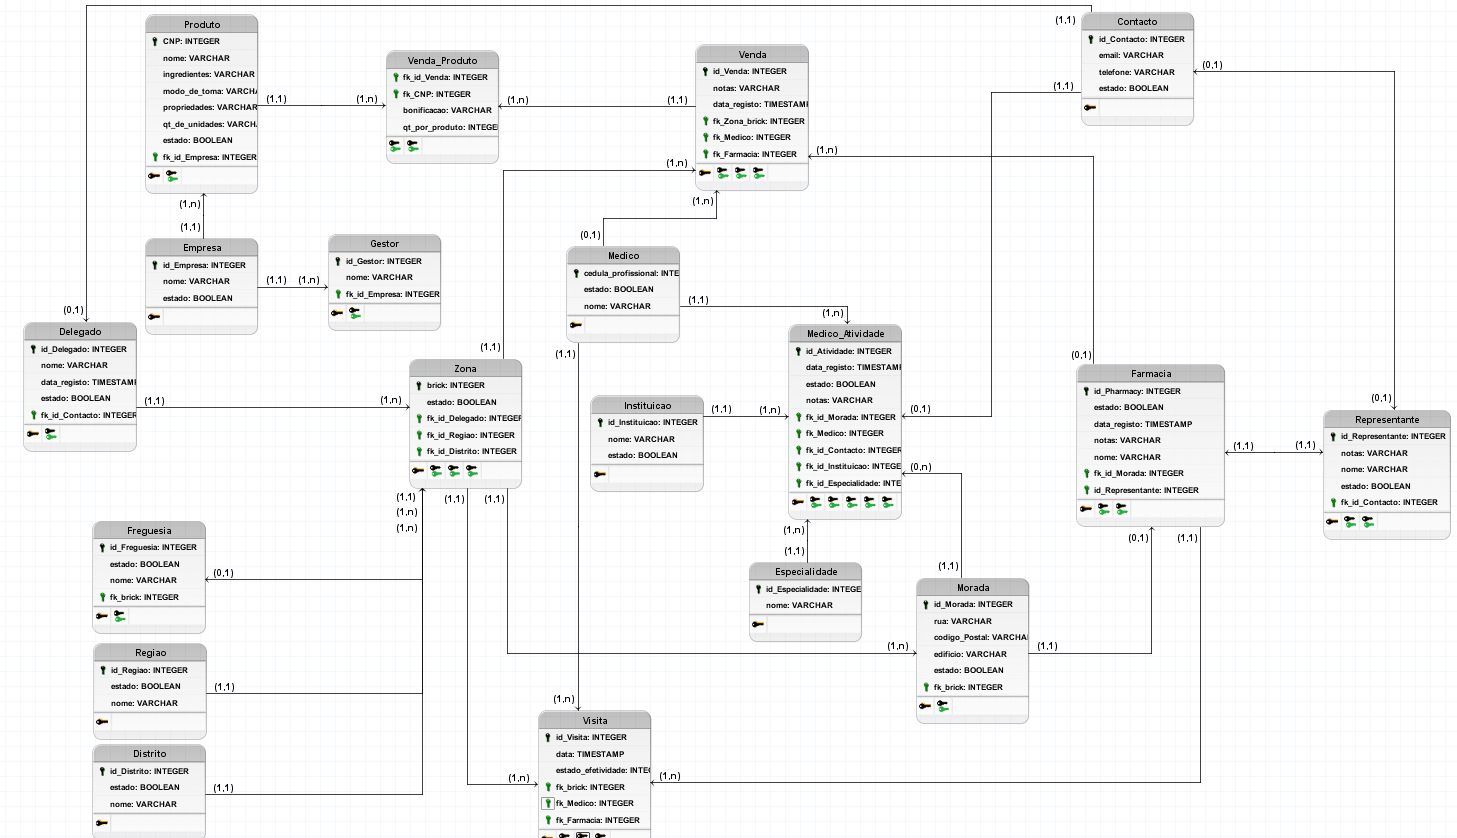 Produto
CNP: INTEGER
nome: VARCHAR
ingredientes: VARCHAR
modo_de_toma: VARCHA
propriedades: VARCHAR
qt_de_unidades: VARCH
estado: BOOLEAN
fk_id_Empresa: INTEGER
(1,1)
(1,n)
Venda_Produto
fk_id_Venda: INTEGER
fk_CNP: INTEGER
bonificacao: VARCHAR
qt_por_produto: INTEGE
(1,n)
(1,1)
Venda
id_Venda: INTEGER
notas: VARCHAR
data_registo: TIMESTAMP
fk_Zona_brick: INTEGER
fk_Medico: INTEGER
fk_Farmacia: INTEGER
(1,n)
(1,n)
(1,n)
Contacto
id_Contacto: INTEGER
email: VARCHAR
telefone: VARCHAR
estado: BOOLEAN
(1,1)
(0,1)
(1,1)
(1,n)
(1,1)
Empresa
id_Empresa: INTEGER
nome: VARCHAR
estado: BOOLEAN
(1,1)
(1,n)
Gestor
id_Gestor: INTEGER
nome: VARCHAR
fk_id_Empresa: INTEGER
(0,1)
Medico
cedula_profissional: INTE
estado: BOOLEAN
nome: VARCHAR
(1,1)
(1,n)
(1,1)
(0,1)
Delegado
id_Delegado: INTEGER
nome: VARCHAR
data_registo: TIMESTAMP
estado: BOOLEAN
fk_id_Contacto: INTEGER
(1,1)
(1,n)
(1,1)
Zona
brick: INTEGER
estado: BOOLEAN
fk_id_Delegado: INTEGER
fk_id_Regiao: INTEGER
fk_id_Distrito: INTEGER
(1,1)
(1,n)
(1,n)
(1,1)
(1,1)
Instituicao
id_Instituicao: INTEGER
nome: VARCHAR
estado: BOOLEAN
(1,1)
(1,n)
Medico_Atividade
id_Atividade: INTEGER
data_registo: TIMESTAMP
estado: BOOLEAN
notas: VARCHAR
fk_id_Morada: INTEGER
fk_Medico: INTEGER
fk_id_Contacto: INTEGER
fk_id_Instituicao: INTEGE
fk_id_Especialidade: INTE
(0,1)
(0,n)
(1,n)
(1,1)
(0,1)
Farmacia
id_Pharmacy: INTEGER
estado: BOOLEAN
data_registo: TIMESTAMP
notas: VARCHAR
nome: VARCHAR
fk_id_Morada: INTEGER
id_Representante: INTEGER
(1,1)
(1,1)
(0,1)
(1,1)
(0,1)
Representante
id_Representante: INTEGER
notas: VARCHAR
nome: VARCHAR
estado: BOOLEAN
fk_id_Contacto: INTEGER
Freguesia
id_Freguesia: INTEGER
estado: BOOLEAN
nome: VARCHAR
fk_brick: INTEGER
(0,1)
Especialidade
id_Especialidade: INTEGE
nome: VARCHAR
(1,1)
Morada
id_Morada: INTEGER
rua: VARCHAR
codigo_Postal: VARCHA
edificio: VARCHAR
estado: BOOLEAN
fk_brick: INTEGER
(1,n)
(1,1)
Regiao
id_Regiao: INTEGER
estado: BOOLEAN
nome: VARCHAR
(1,1)
Distrito
id_Distrito: INTEGER
estado: BOOLEAN
nome: VARCHAR
(1,1)
(1,n)
Visita
id_Visita: INTEGER
data: TIMESTAMP
estado_efetividade: INTEG
fk_brick: INTEGER
fk_Medico: INTEGER
fk_Farmacia: INTEGER
(1,n)
(1,n)